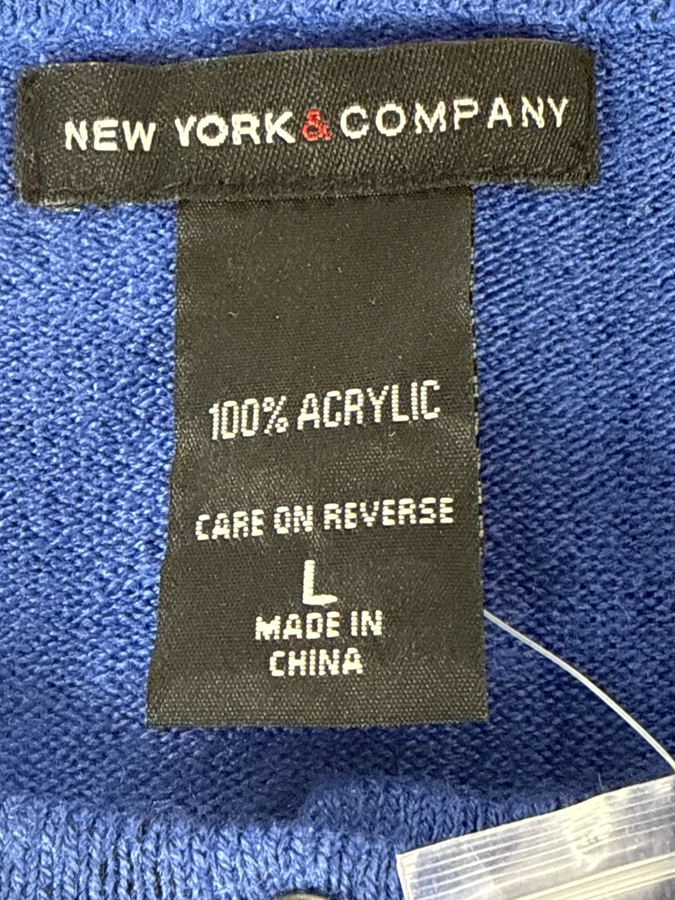 NEW YORK & COMPANY
100% ACRYLIC
CARE ON REVERSE
L
MADE IN
CHINA